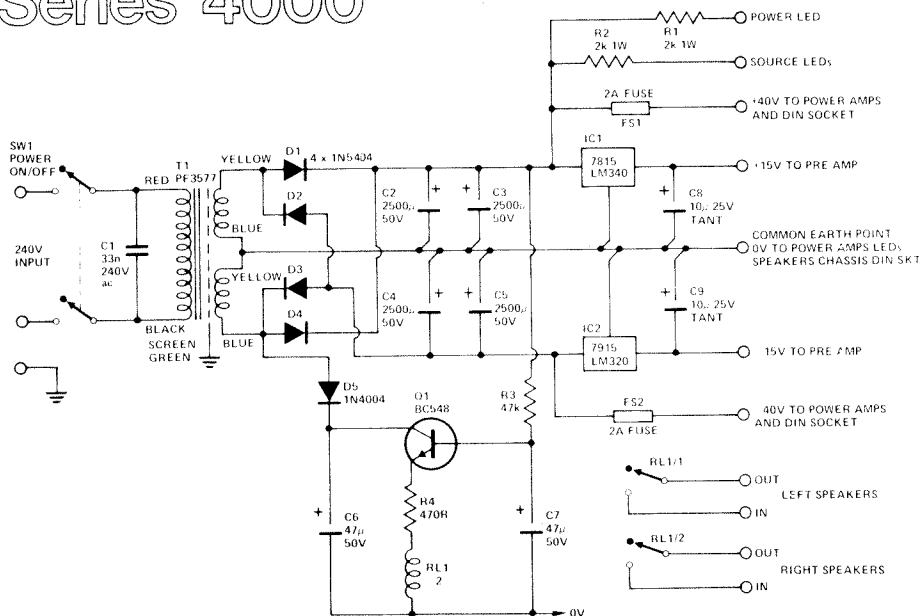 Series 4000
POWER LED
R1
2k 1W
R2
2k 1W
SOURCE LEDs
2A FUSE
FS1
+40V TO POWER AMPS
AND DIN SOCKET
SW1
POWER
ON/OFF
T1
PF3577
RED
YELLOW
D1
4 x 1N5404
IC1
7815
LM340
+15V TO PRE AMP
D2
C2
2500μ
50V
C3
2500μ
50V
C8
10μ 25V
TANT
BLUE
240V
INPUT
C1
33n
240V
ac
COMMON EARTH POINT
0V TO POWER AMPS LEDs
SPEAKERS CHASSIS DIN SKT
YELLOW
D3
C4
2500μ
50V
C5
2500μ
50V
C9
10μ 25V
TANT
D4
BLUE
BLACK
SCREEN
GREEN
IC2
7915
LM320
15V TO PRE AMP
D5
1N4004
Q1
BC548
R3
47k
FS2
2A FUSE
40V TO POWER AMPS
AND DIN SOCKET
RL1/1
OUT
LEFT SPEAKERS
IN
R4
470R
C6
47μ
50V
C7
47μ
50V
RL1
2
RL1/2
OUT
RIGHT SPEAKERS
IN
0V